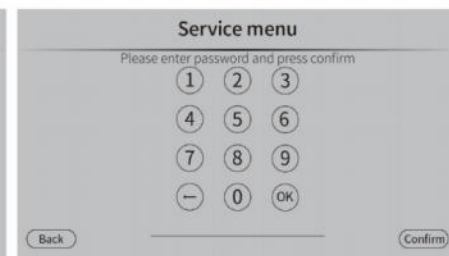 Service menu
Please enter password and press confirm
1 2 3
4 5 6
7 8 9
← 0 OK
Back Confirm